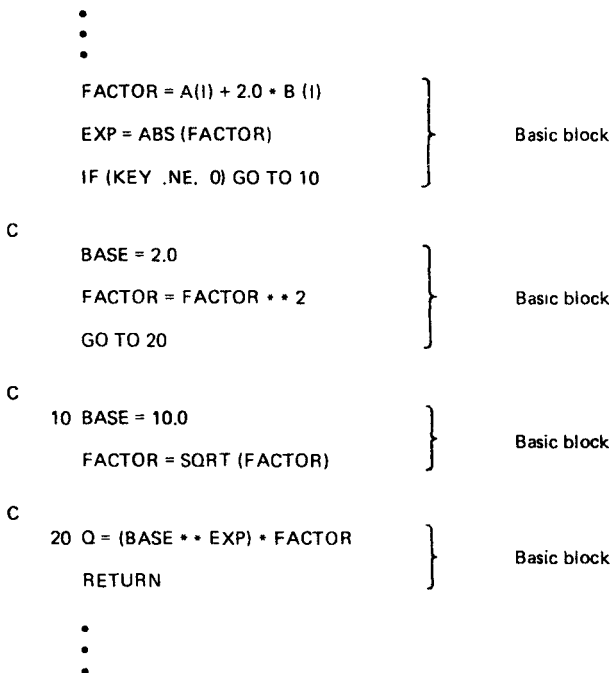 •
•
•
FACTOR = A(I) + 2.0 * B (I)
EXP = ABS (FACTOR)
IF (KEY .NE. 0) GO TO 10
Basic block
C
BASE = 2.0
FACTOR = FACTOR * * 2
GO TO 20
Basic block
C
10 BASE = 10.0
FACTOR = SQRT (FACTOR)
Basic block
C
20 Q = (BASE * * EXP) * FACTOR
RETURN
Basic block
•
•
•